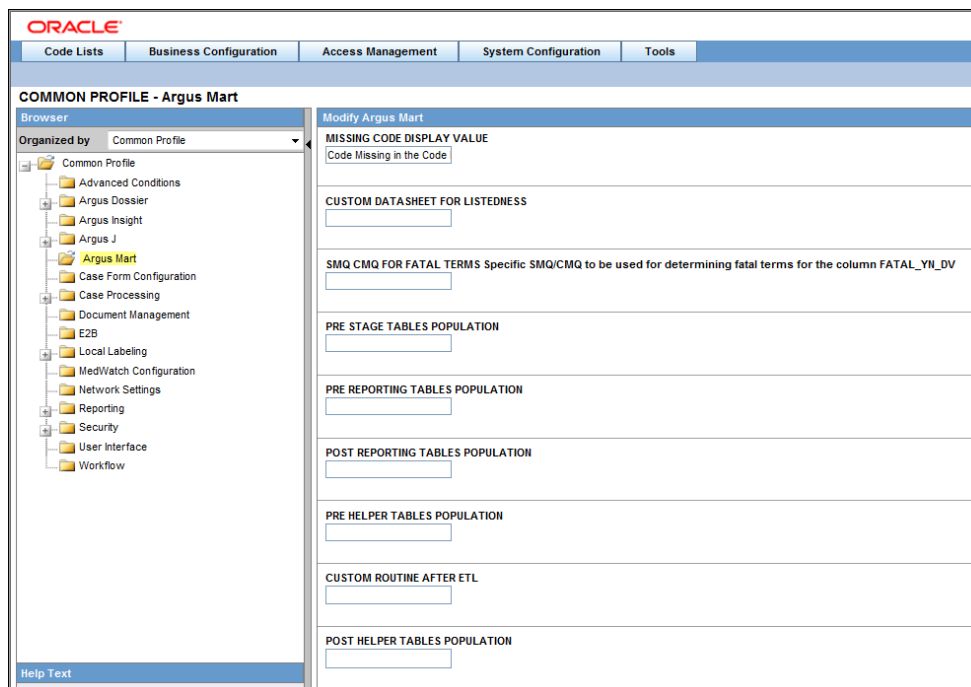 ORACLE
Code Lists Business Configuration Access Management System Configuration Tools
COMMON PROFILE - Argus Mart
Browser
Organized by Common Profile
Common Profile
Advanced Conditions
Argus Dossier
Argus Insight
Argus J
Argus Mart
Case Form Configuration
Case Processing
Document Management
E2B
Local Labeling
MedWatch Configuration
Network Settings
Reporting
Security
User Interface
Workflow
Help Text
Modify Argus Mart
MISSING CODE DISPLAY VALUE
Code Missing in the Code
CUSTOM DATASHEET FOR LISTEDNESS
SMQ CMQ FOR FATAL TERMS Specific SMQ/CMQ to be used for determining fatal terms for the column FATAL_YN_DV
PRE STAGE TABLES POPULATION
PRE REPORTING TABLES POPULATION
POST REPORTING TABLES POPULATION
PRE HELPER TABLES POPULATION
CUSTOM ROUTINE AFTER ETL
POST HELPER TABLES POPULATION